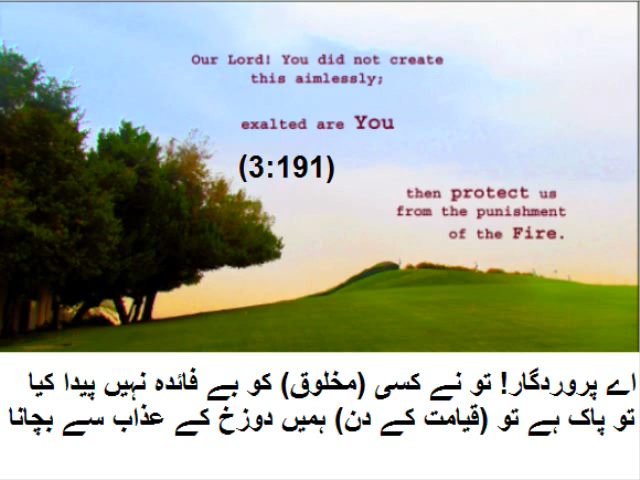 Our Lord! You did not create
this aimlessly;
exalted are You
(3:191)
then protect us
from the punishment
of the Fire.
اے پروردگار! تو نے کسی (مخلوق) کو بے فائدہ نہیں پیدا کیا
تو پاک ہے تو (قیامت کے دن) ہمیں دوزخ کے عذاب سے بچانا